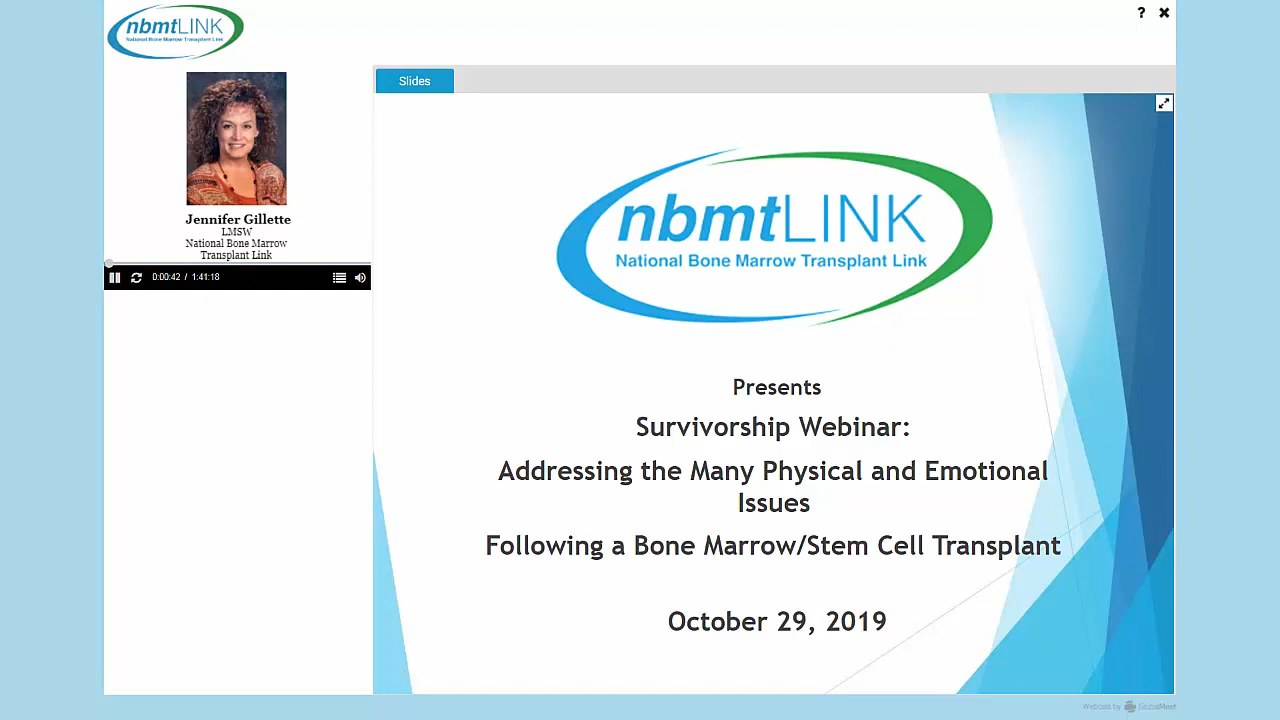 nbmtLINK
National Bone Marrow Transplant Link
? ✖
Slides
Jennifer Gillette
LMSW
National Bone Marrow
Transplant Link
0:00:42 / 1:41:18
nbmtLINK
National Bone Marrow Transplant Link
Presents
Survivorship Webinar:
Addressing the Many Physical and Emotional
Issues
Following a Bone Marrow/Stem Cell Transplant
October 29, 2019
Webcasts by GlobalMeet